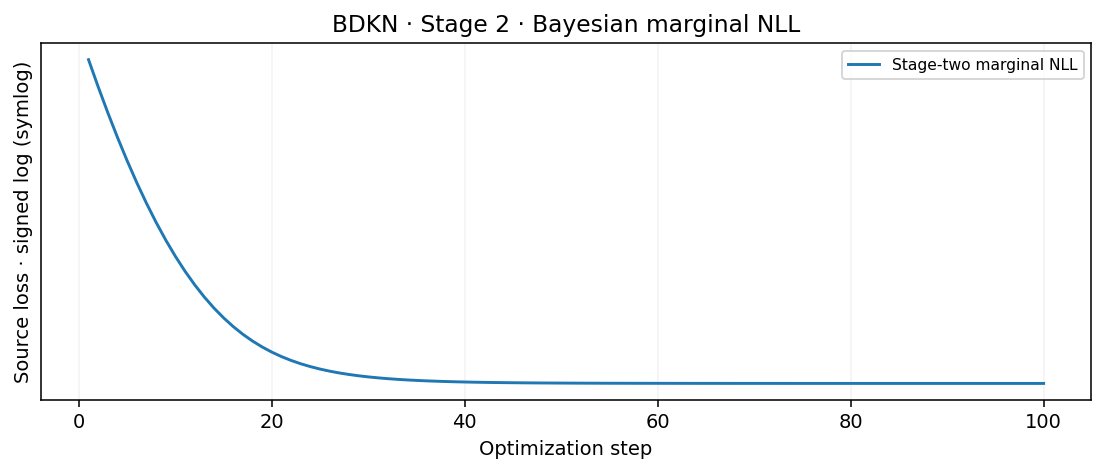 BDKN · Stage 2 · Bayesian marginal NLL
Stage-two marginal NLL
Source loss · signed log (symlog)
0 20 40 60 80 100
Optimization step